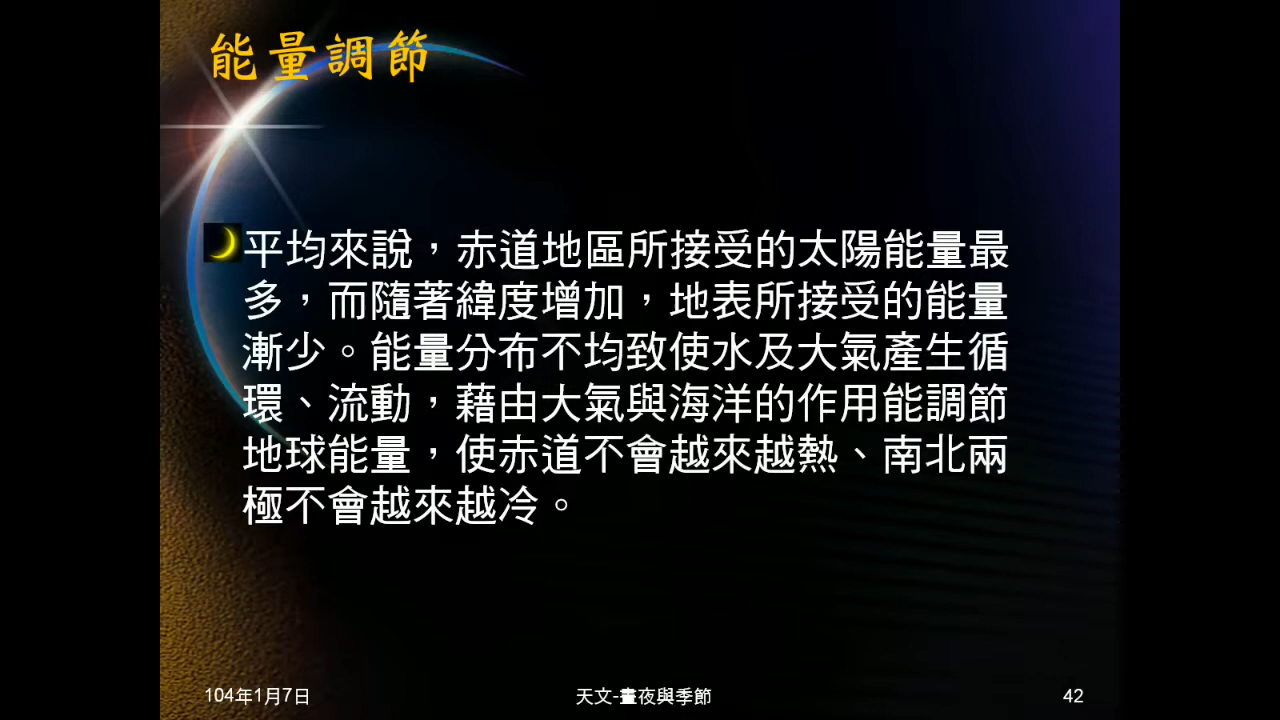 能量調節
平均來說，赤道地區所接受的太陽能量最
多，而隨著緯度增加，地表所接受的能量
漸少。能量分布不均致使水及大氣產生循
環、流動，藉由大氣與海洋的作用能調節
地球能量，使赤道不會越來越熱、南北兩
極不會越來越冷。
104年1月7日
天文-晝夜與季節
42